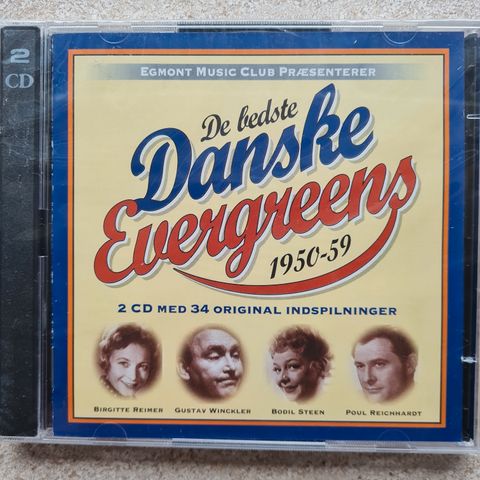 2
CD
EGMONT MUSIC CLUB PRÆSENTERER
De bedste
Danske
Evergreens
1950-59
2 CD MED 34 ORIGINAL INDSPILNINGER
BIRGITTE REIMER GUSTAV WINCKLER BODIL STEEN POUL REICHHARDT